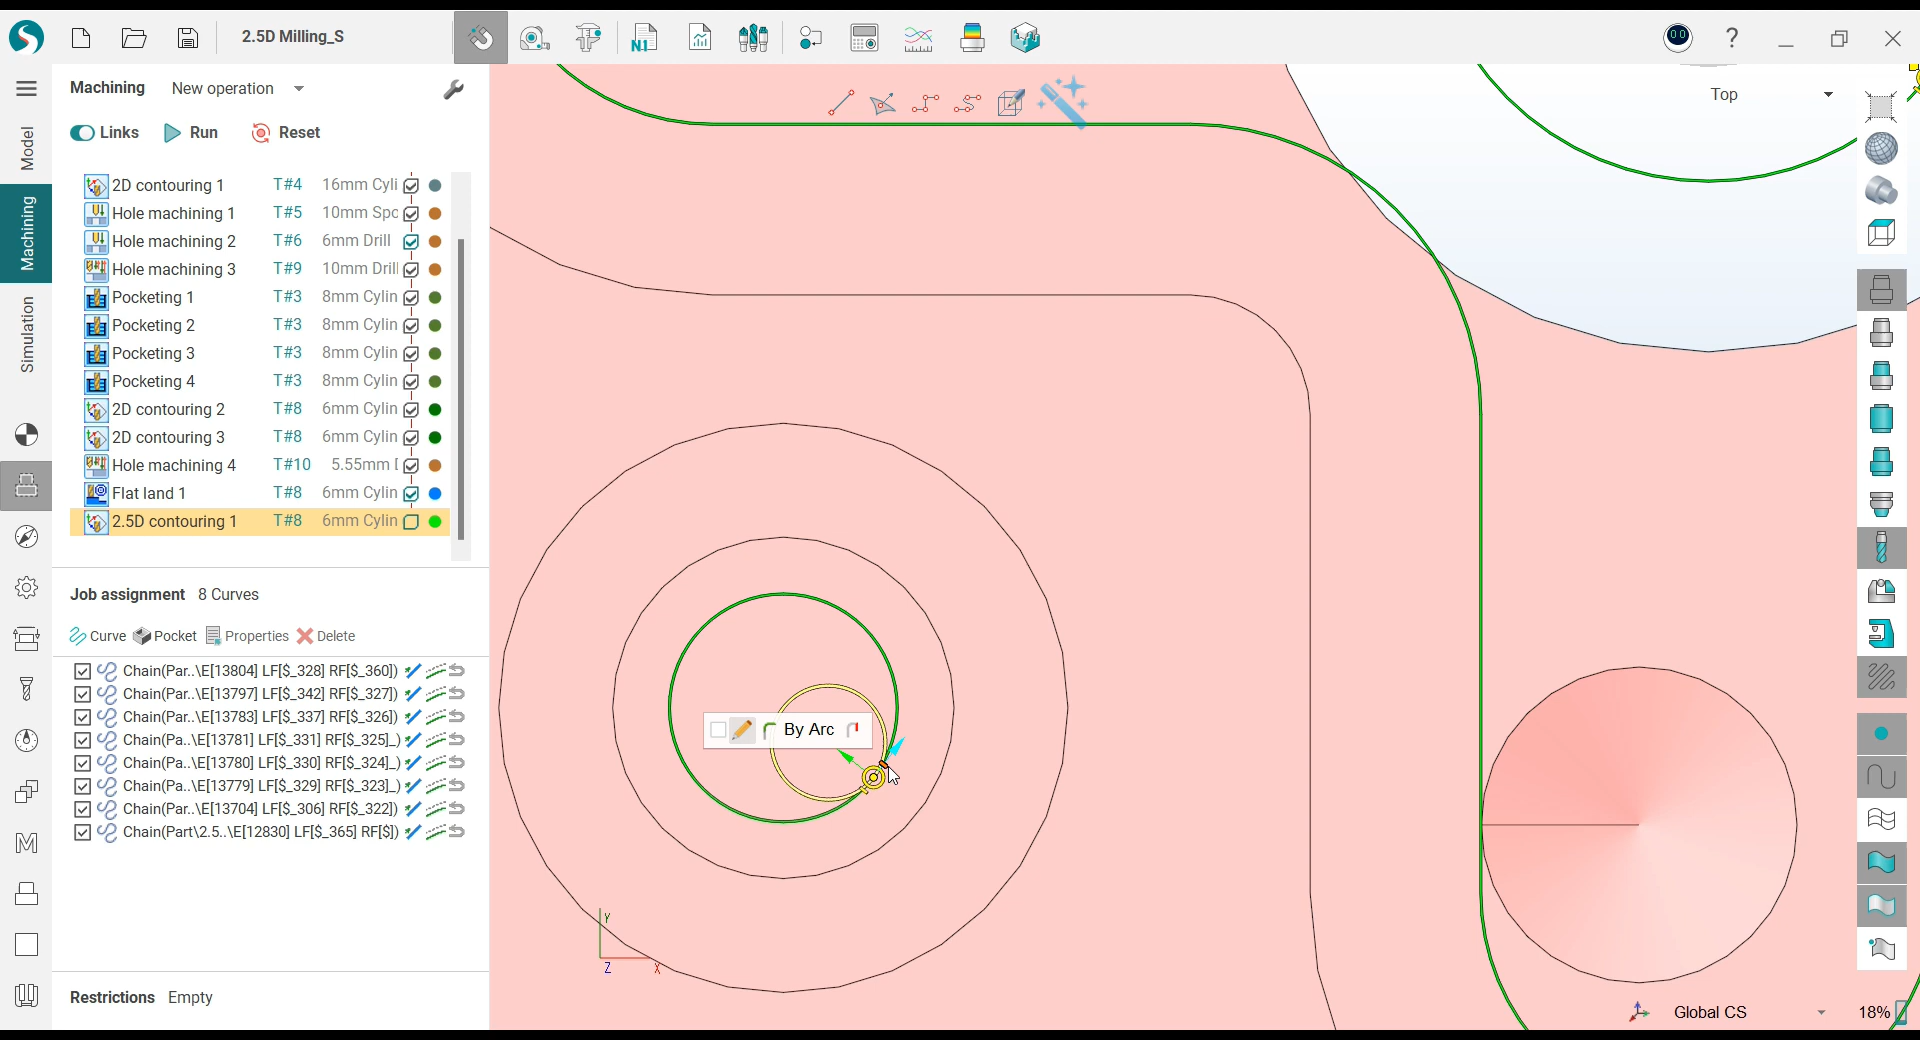 2.5D Milling_S
N1
?
Machining New operation
Links Run Reset
Top
Model
Machining
Simulation
2D contouring 1 T#4 16mm Cyli
Hole machining 1 T#5 10mm Spc
Hole machining 2 T#6 6mm Drill
Hole machining 3 T#9 10mm Dril
Pocketing 1 T#3 8mm Cylin
Pocketing 2 T#3 8mm Cylin
Pocketing 3 T#3 8mm Cylin
Pocketing 4 T#3 8mm Cylin
2D contouring 2 T#8 6mm Cylin
2D contouring 3 T#8 6mm Cylin
Hole machining 4 T#10 5.55mm [
Flat land 1 T#8 6mm Cylin
2.5D contouring 1 T#8 6mm Cylin
Job assignment 8 Curves
Curve Pocket Properties Delete
Chain(Par..\E[13804] LF[$_328] RF[$_360])
Chain(Par..\E[13797] LF[$_342] RF[$_327])
Chain(Par..\E[13783] LF[$_337] RF[$_326])
Chain(Pa..\E[13781] LF[$_331] RF[$_325]_)
Chain(Pa..\E[13780] LF[$_330] RF[$_324]_)
Chain(Pa..\E[13779] LF[$_329] RF[$_323]_)
Chain(Par..\E[13704] LF[$_306] RF[$_322])
Chain(Part\2.5..\E[12830] LF[$_365] RF[$])
By Arc
Y
Z X
M
Restrictions Empty
Global CS 18%